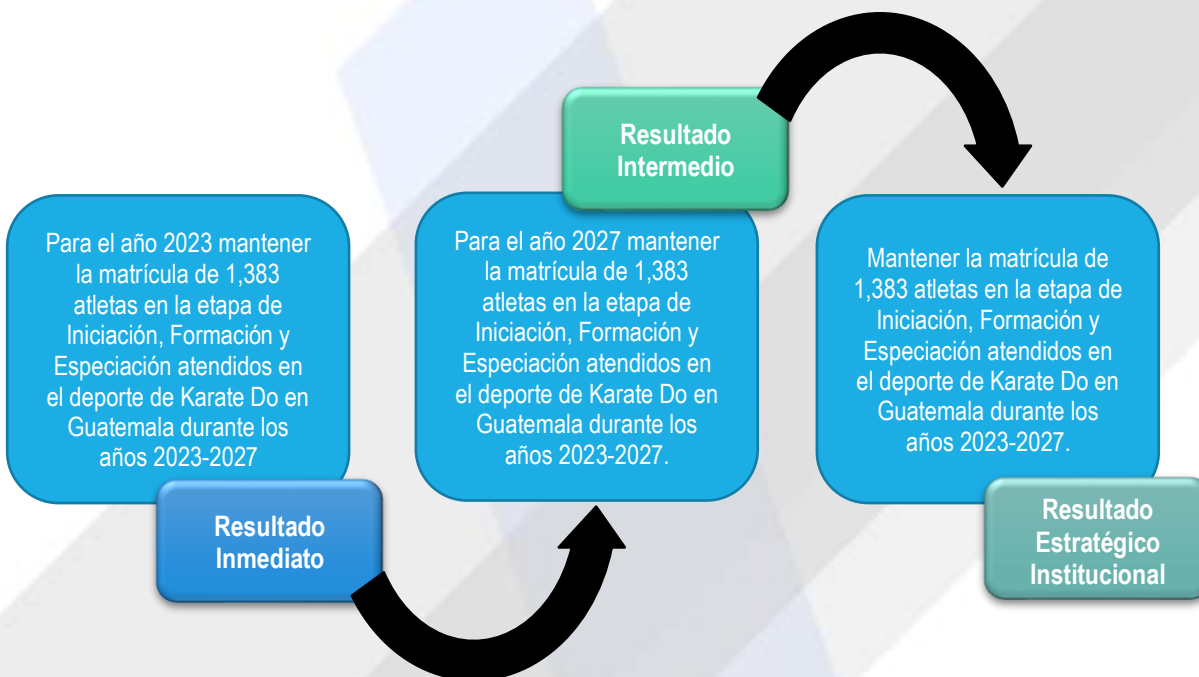 Para el año 2023 mantener
la matrícula de 1,383
atletas en la etapa de
Iniciación, Formación y
Especiación atendidos en
el deporte de Karate Do en
Guatemala durante los
años 2023-2027
Resultado
Inmediato
Resultado
Intermedio
Para el año 2027 mantener
la matrícula de 1,383
atletas en la etapa de
Iniciación, Formación y
Especiación atendidos en
el deporte de Karate Do en
Guatemala durante los
años 2023-2027.
Mantener la matrícula de
1,383 atletas en la etapa de
Iniciación, Formación y
Especiación atendidos en
el deporte de Karate Do en
Guatemala durante los
años 2023-2027.
Resultado
Estratégico
Institucional